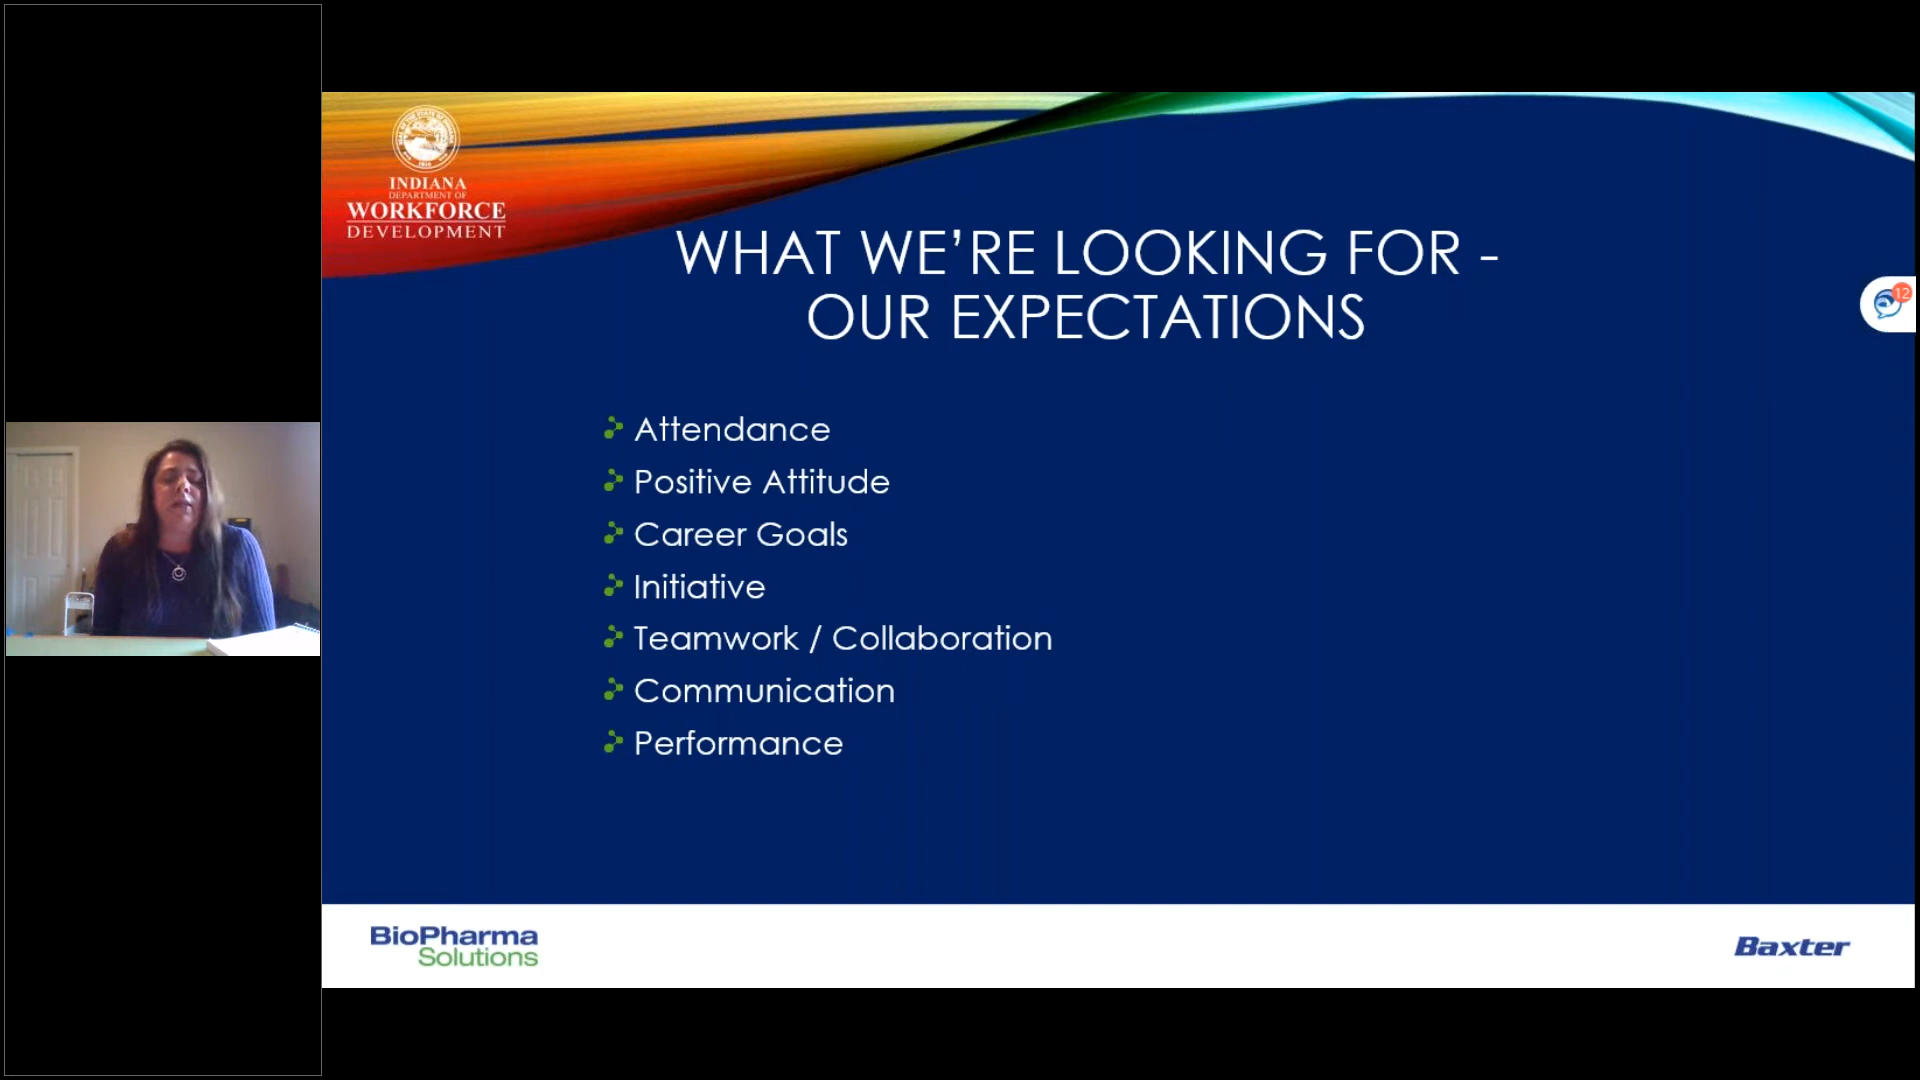 INDIANA
DEPARTMENT OF
WORKFORCE
DEVELOPMENT
WHAT WE’RE LOOKING FOR -
OUR EXPECTATIONS
12
Attendance
Positive Attitude
Career Goals
Initiative
Teamwork / Collaboration
Communication
Performance
BioPharma
Solutions
Baxter